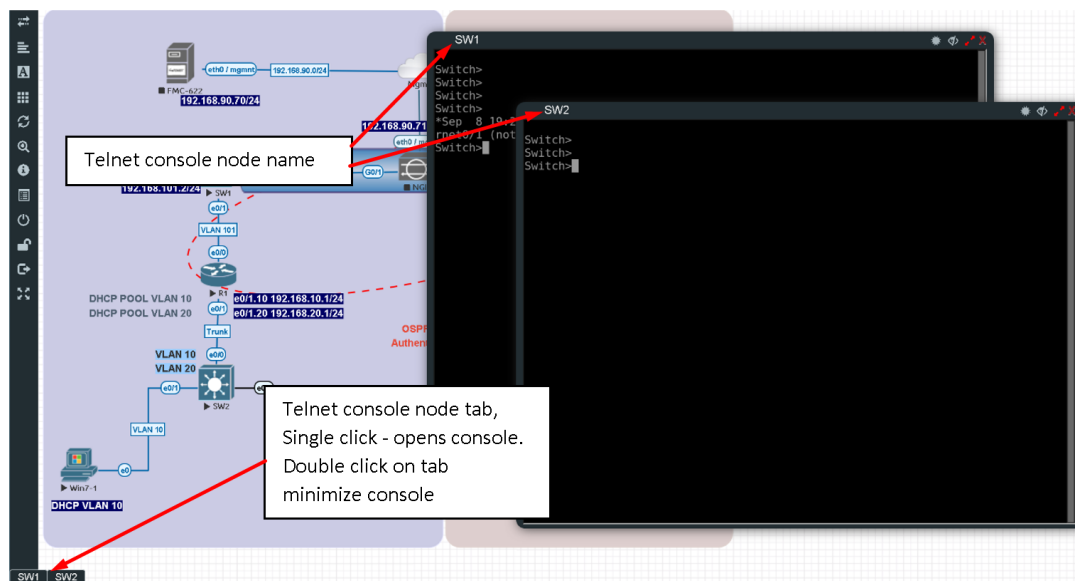 SW1
Switch>
Switch>
Switch>
Switch>
*Sep 8 19:2
rnet0/1 (not
Switch>
SW2
Switch>
Switch>
Switch>
eth0 / mgmnt
192.168.90.0/24
FMC-622
192.168.90.70/24
192.168.90.71
eth0 / m
Telnet console node name
G0/1
192.168.101.2/24
SW1
e0/1
VLAN 101
e0/0
R1
DHCP POOL VLAN 10
e0/1.10 192.168.10.1/24
DHCP POOL VLAN 20
e0/1
e0/1.20 192.168.20.1/24
Trunk
OSPF
Authen
VLAN 10
e0/0
VLAN 20
e0/1
SW2
Telnet console node tab,
Single click - opens console.
Double click on tab
minimize console
VLAN 10
e0
Win7-1
DHCP VLAN 10
SW1
SW2